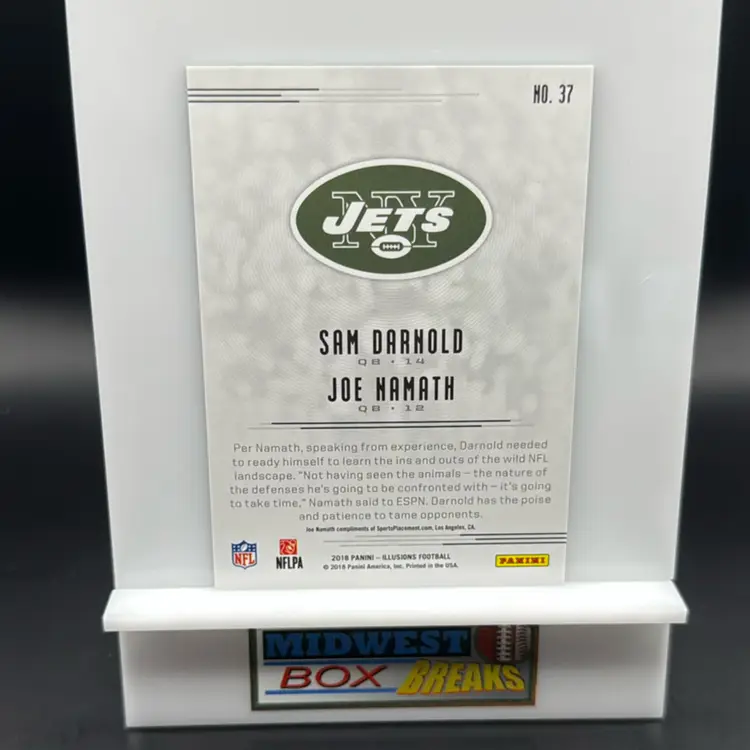 NO. 37
NY
JETS
SAM DARNOLD
QB • 14
JOE NAMATH
QB • 12
Per Namath, speaking from experience, Darnold needed
to ready himself to learn the ins and outs of the wild NFL
landscape. "Not having seen the animals – the nature of
the defenses he's going to be confronted with – it's going
to take time," Namath said to ESPN. Darnold has the poise
and patience to tame opponents.
Joe Namath compliments of SportsPlacement.com, Los Angeles, CA.
NFL
NFLPA
2018 PANINI – ILLUSIONS FOOTBALL
© 2018 Panini America, Inc. Printed in the USA.
PANINI
MIDWEST
BOX BREAKS